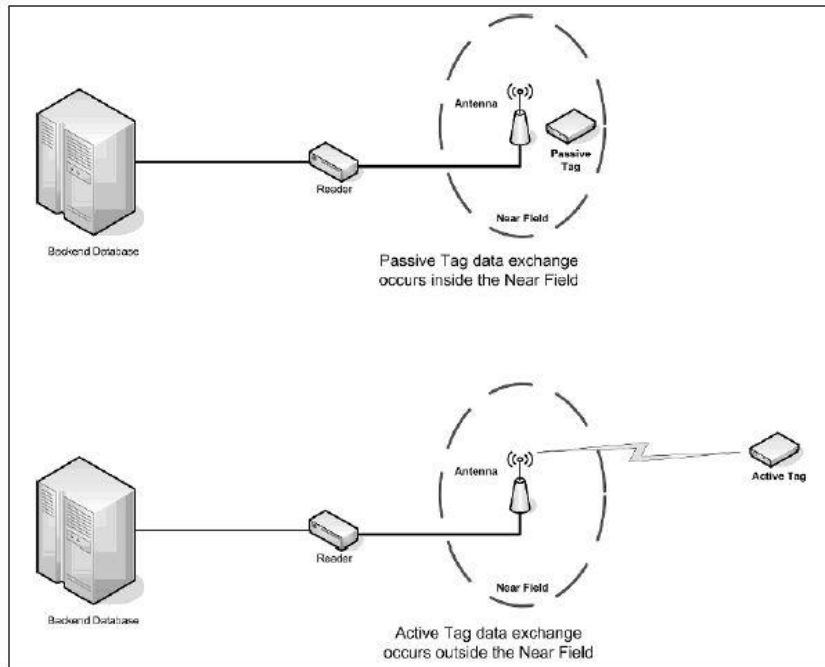 Antenna
Passive
Tag
Reader
Near Field
Backend Database
Passive Tag data exchange
occurs inside the Near Field
Antenna
Active Tag
Reader
Near Field
Backend Database
Active Tag data exchange
occurs outside the Near Field